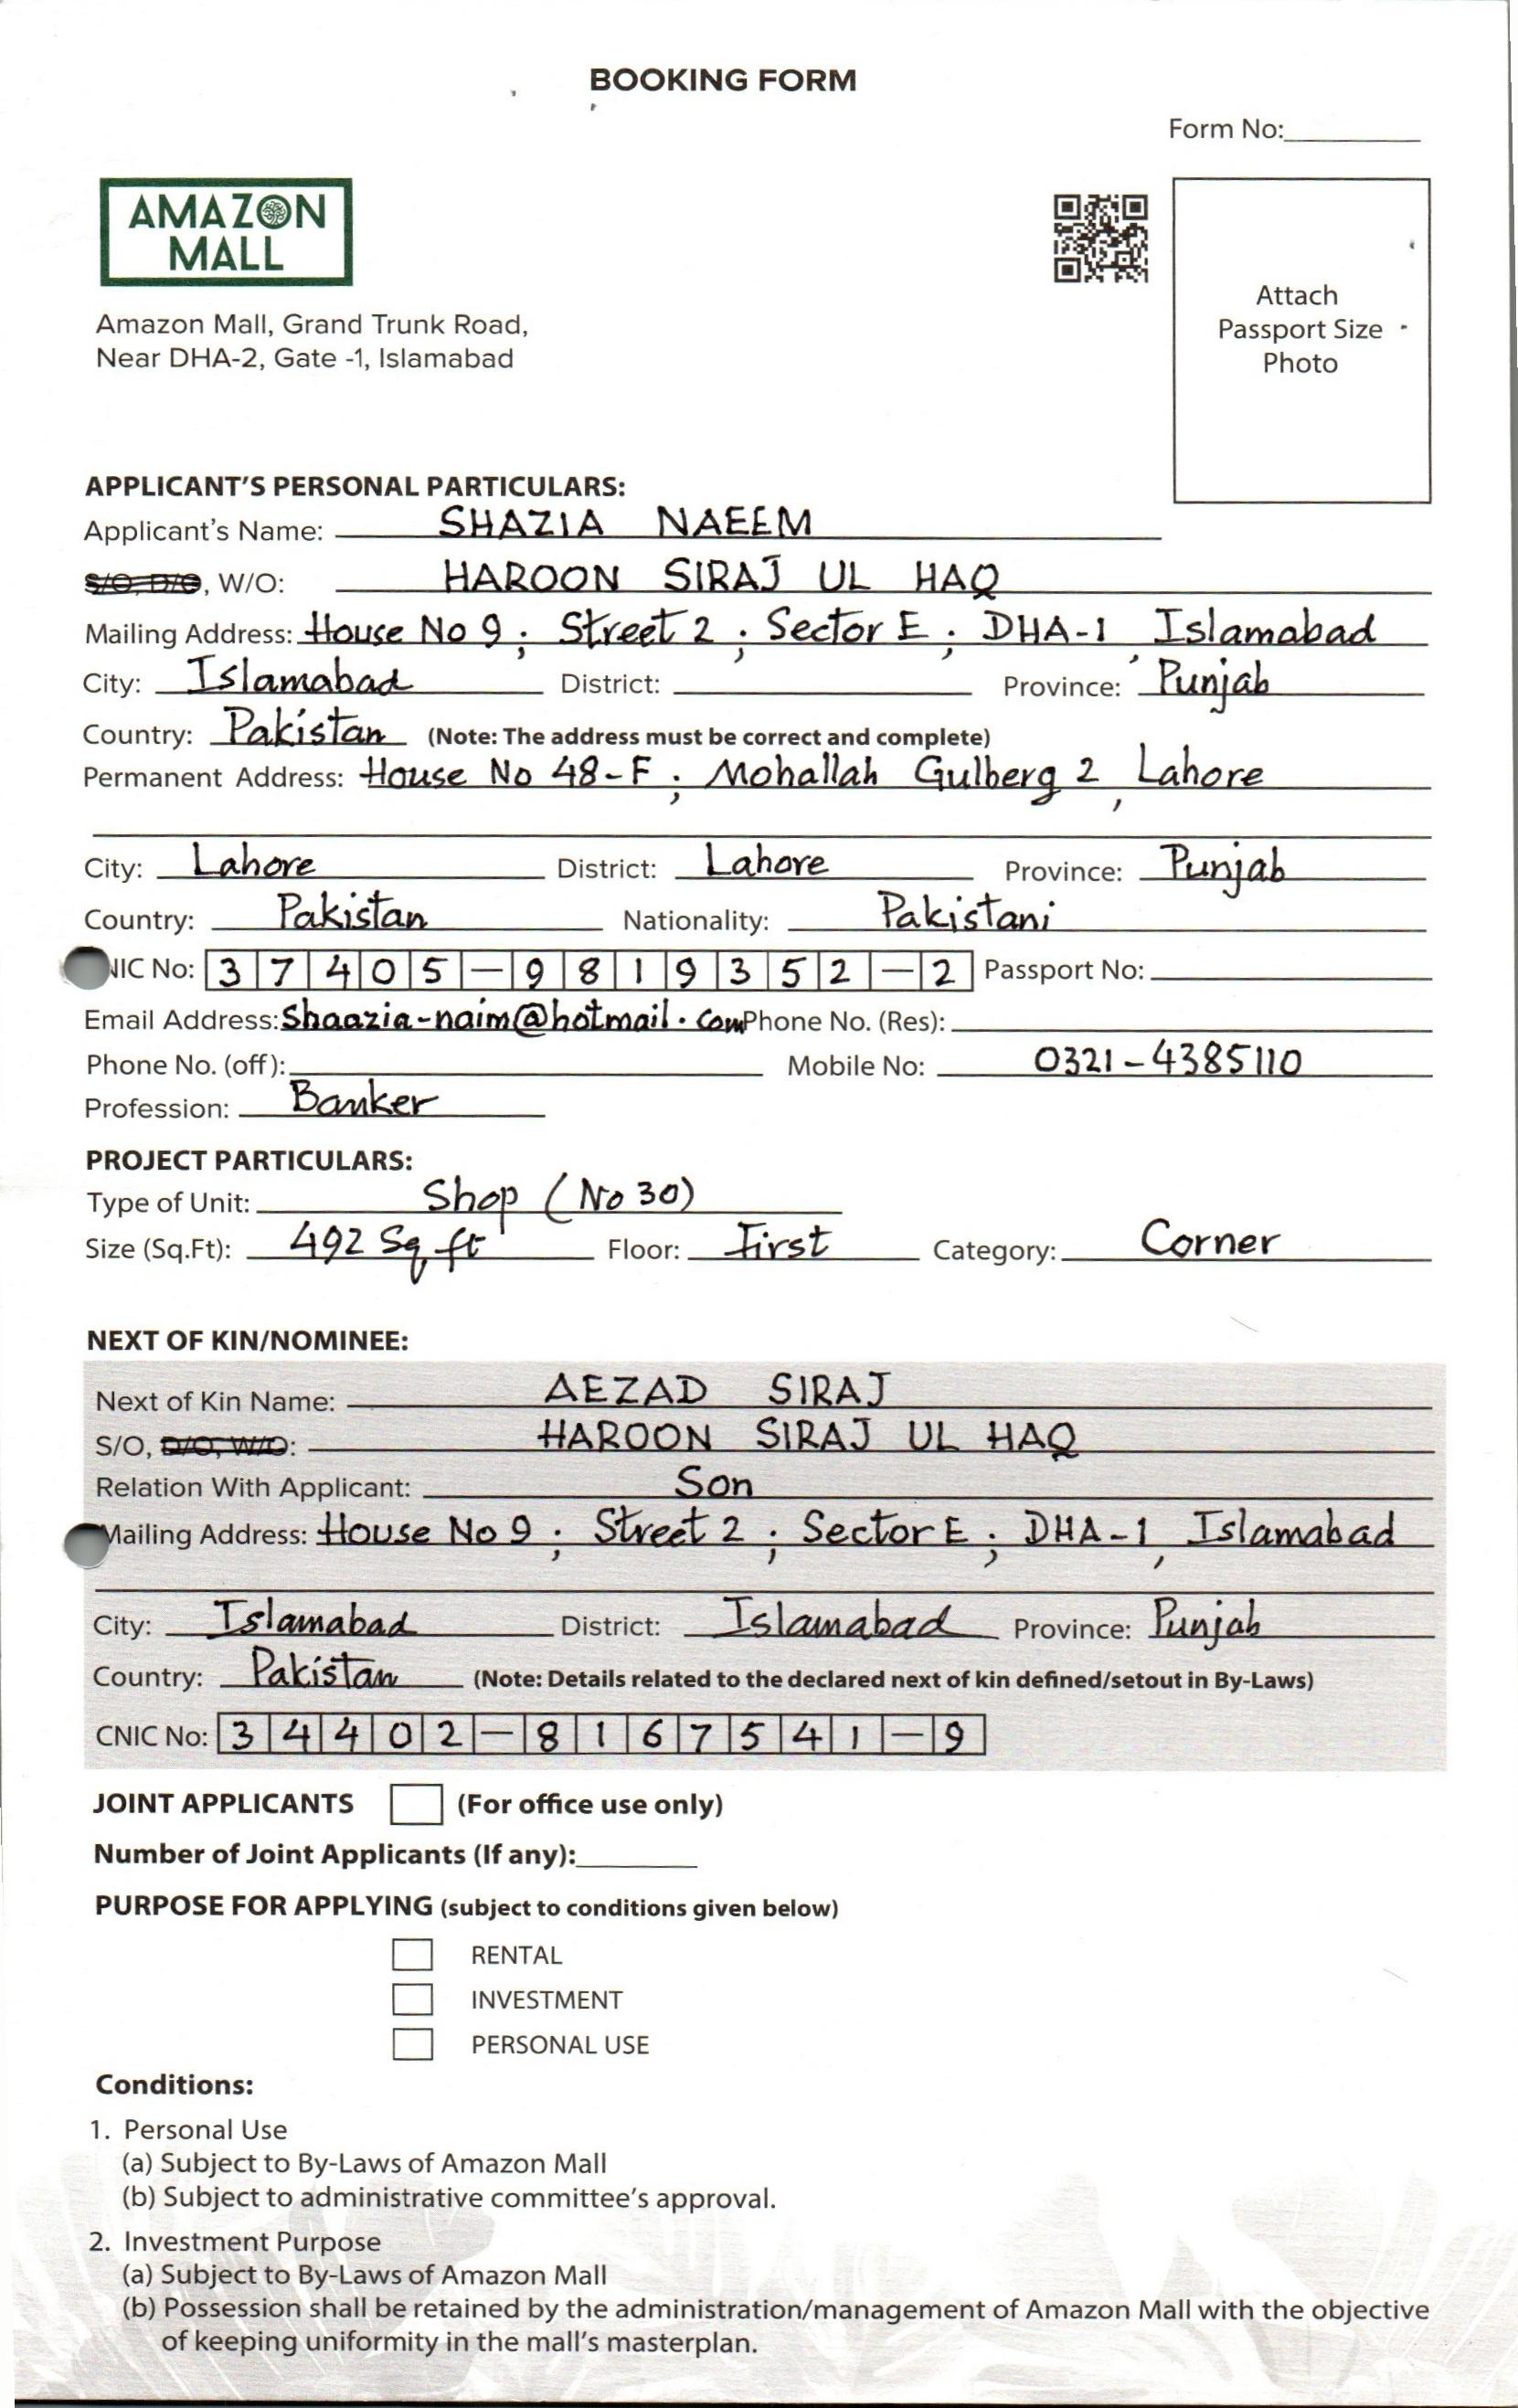 BOOKING FORM
Form No:
AMAZON
MALL
Amazon Mall, Grand Trunk Road,
Near DHA-2, Gate -1, Islamabad
Attach
Passport Size
Photo
APPLICANT'S PERSONAL PARTICULARS:
Applicant's Name: SHAZIA NAEEM
S/O, D/O, W/O: HAROON SIRAJ UL HAQ
Mailing Address: House No 9 ; Street 2 ; Sector E ; DHA-1, Islamabad
City: Islamabad District: Province: Punjab
Country: Pakistan (Note: The address must be correct and complete)
Permanent Address: House No 48-F ; Mohallah Gulberg 2, Lahore
City: Lahore District: Lahore Province: Punjab
Country: Pakistan Nationality: Pakistani
NIC No: 37405-9819352-2 Passport No:
Email Address: Shaazia-naim@hotmail.com Phone No. (Res):
Phone No. (off): Mobile No: 0321-4385110
Profession: Banker
PROJECT PARTICULARS:
Type of Unit: Shop (No 30)
Size (Sq.Ft): 492 Sq ft Floor: First Category: Corner
NEXT OF KIN/NOMINEE:
Next of Kin Name: AEZAD SIRAJ
S/O, D/O, W/O: HAROON SIRAJ UL HAQ
Relation With Applicant: Son
Mailing Address: House No 9 ; Street 2 ; Sector E ; DHA-1, Islamabad
City: Islamabad District: Islamabad Province: Punjab
Country: Pakistan (Note: Details related to the declared next of kin defined/setout in By-Laws)
CNIC No: 34402-8167541-9
JOINT APPLICANTS (For office use only)
Number of Joint Applicants (If any):
PURPOSE FOR APPLYING (subject to conditions given below)
RENTAL
INVESTMENT
PERSONAL USE
Conditions:
1. Personal Use
(a) Subject to By-Laws of Amazon Mall
(b) Subject to administrative committee's approval.
2. Investment Purpose
(a) Subject to By-Laws of Amazon Mall
(b) Possession shall be retained by the administration/management of Amazon Mall with the objective
of keeping uniformity in the mall's masterplan.